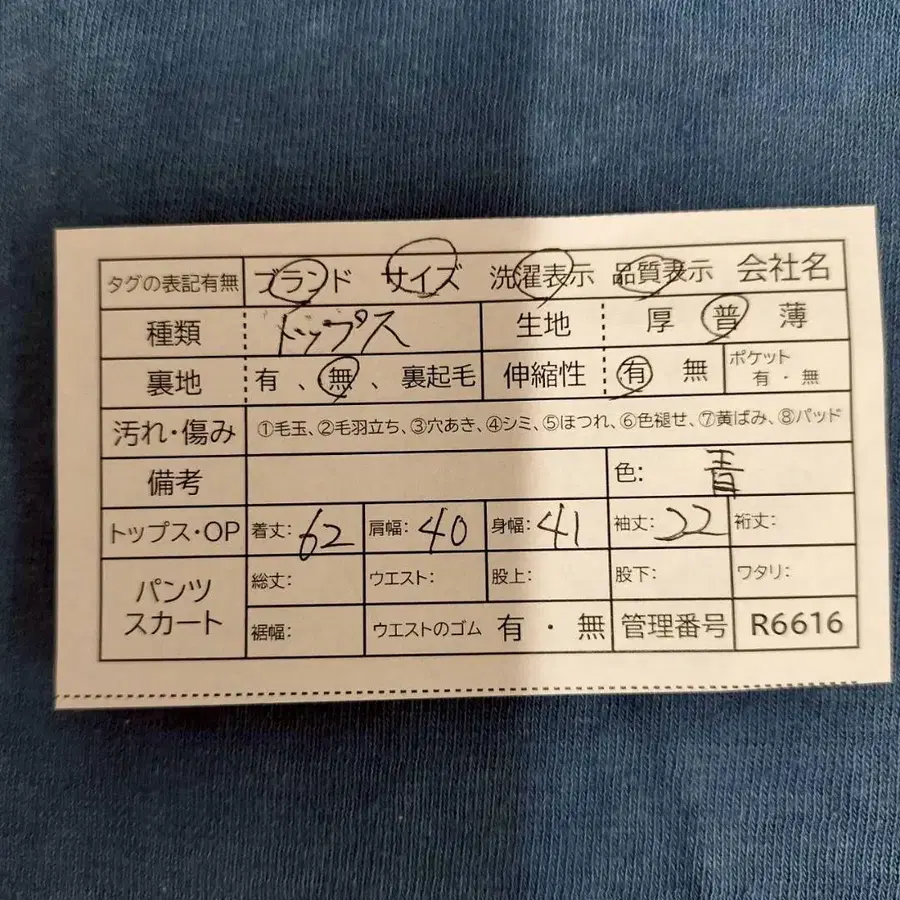 タグの表記有無 ブランド サイズ 洗濯表示 品質表示 会社名
種類 トップス 生地 厚 普 薄
裏地 有、無、裏起毛 伸縮性 有 無 ポケット 有・無
汚れ・傷み ①毛玉、②毛羽立ち、③穴あき、④シミ、⑤ほつれ、⑥色褪せ、⑦黄ばみ、⑧パッド
備考 色: 青
トップス・OP 着丈: 62 肩幅: 40 身幅: 41 袖丈: 22 裄丈:
パンツ スカート 総丈: ウエスト: 股上: 股下: ワタリ:
裾幅: ウエストのゴム 有・無 管理番号 R6616